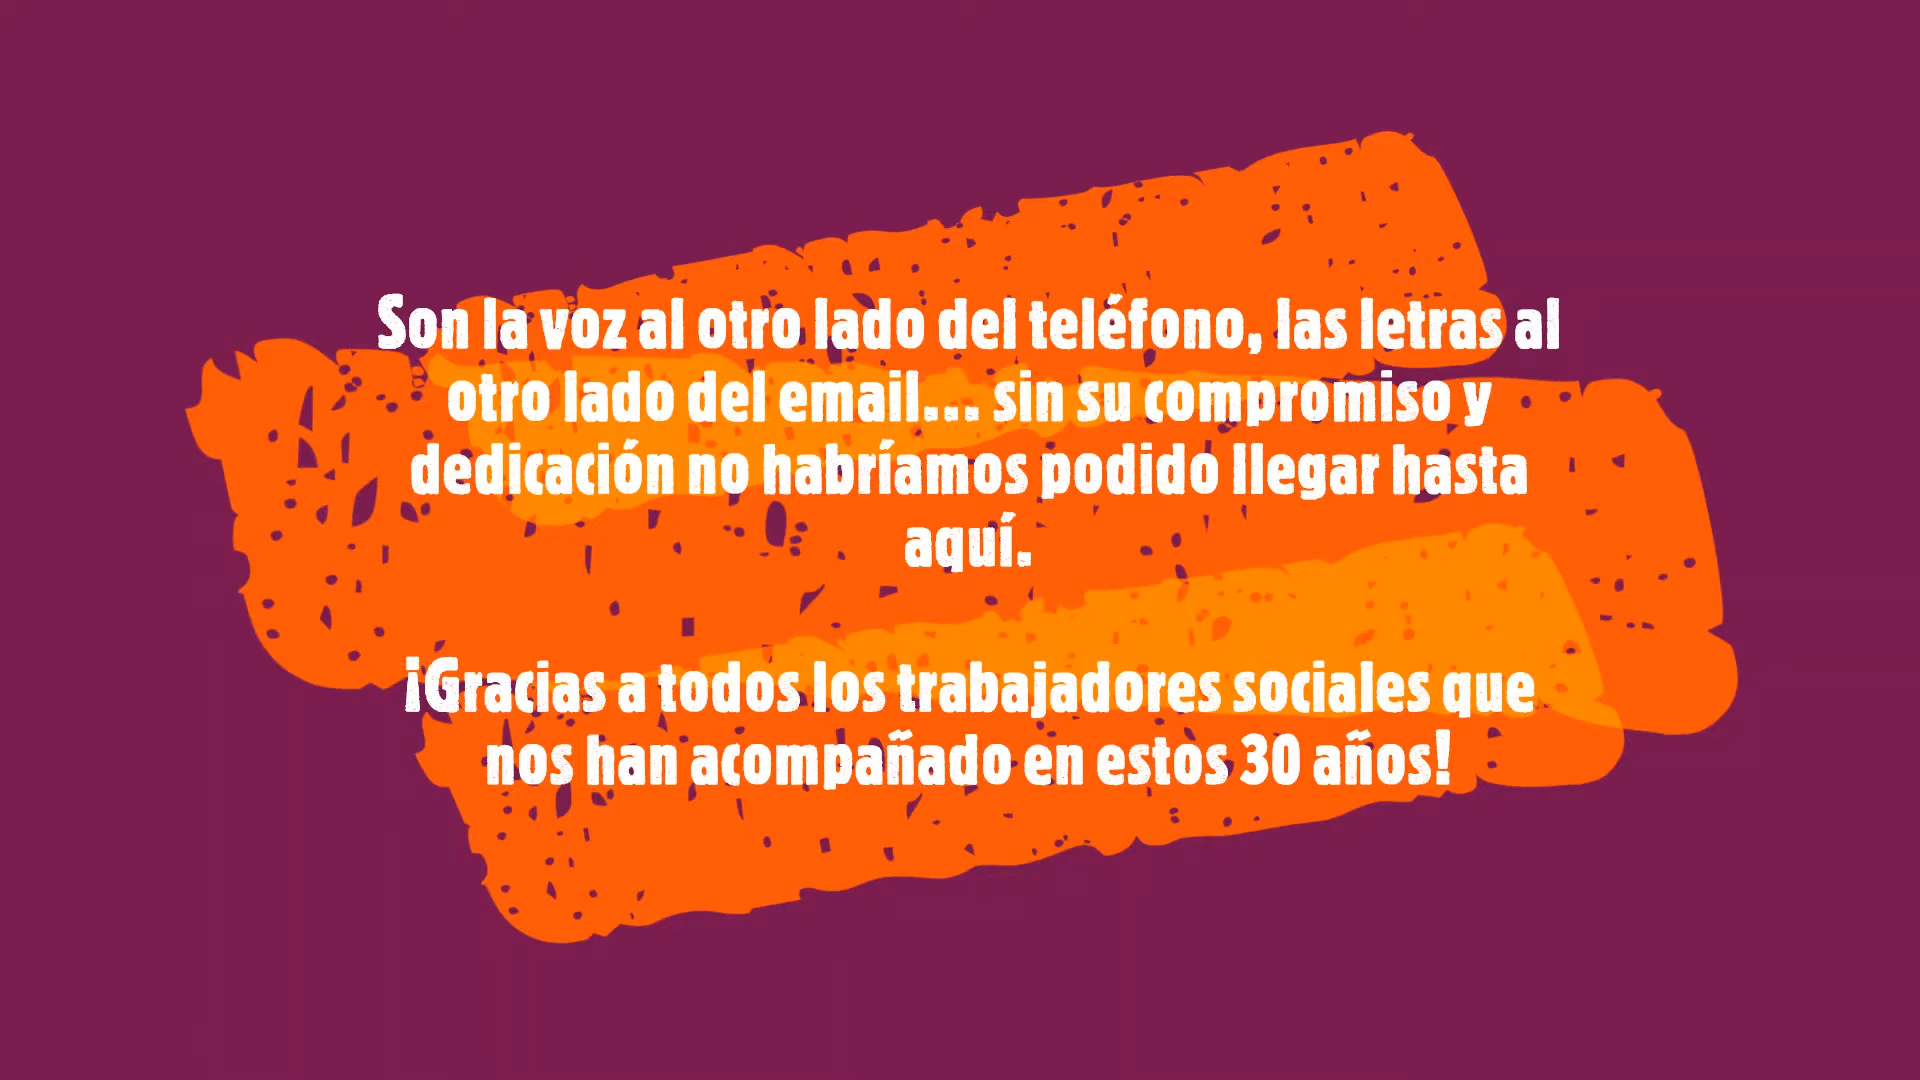 Son la voz al otro lado del teléfono, las letras al
otro lado del email... sin su compromiso y
dedicación no habríamos podido llegar hasta
aquí.
¡Gracias a todos los trabajadores sociales que
nos han acompañado en estos 30 años!